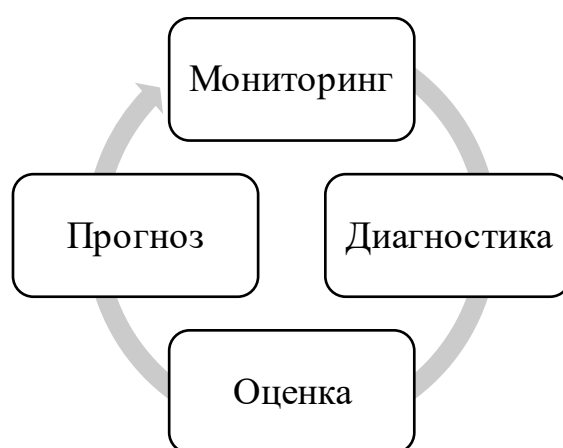 Мониторинг
Прогноз
Диагностика
Оценка